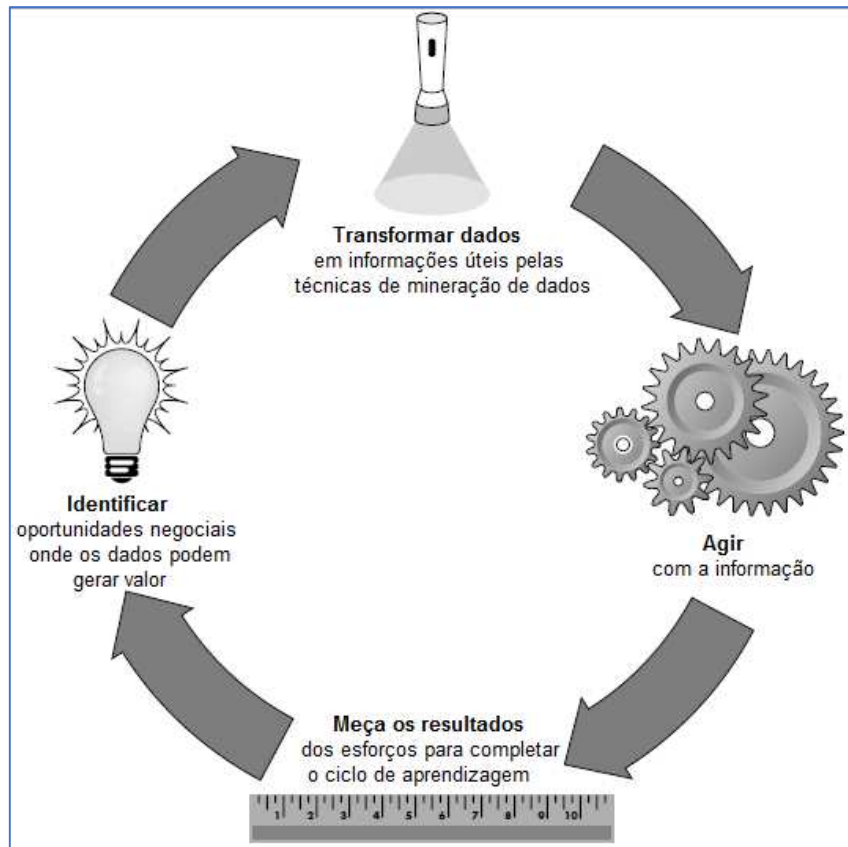 Transformar dados
em informações úteis pelas
técnicas de mineração de dados
Identificar
oportunidades negociais
onde os dados podem
gerar valor
Agir
com a informação
Meça os resultados
dos esforços para completar
o ciclo de aprendizagem
1 2 3 4 5 6 7 8 9 10